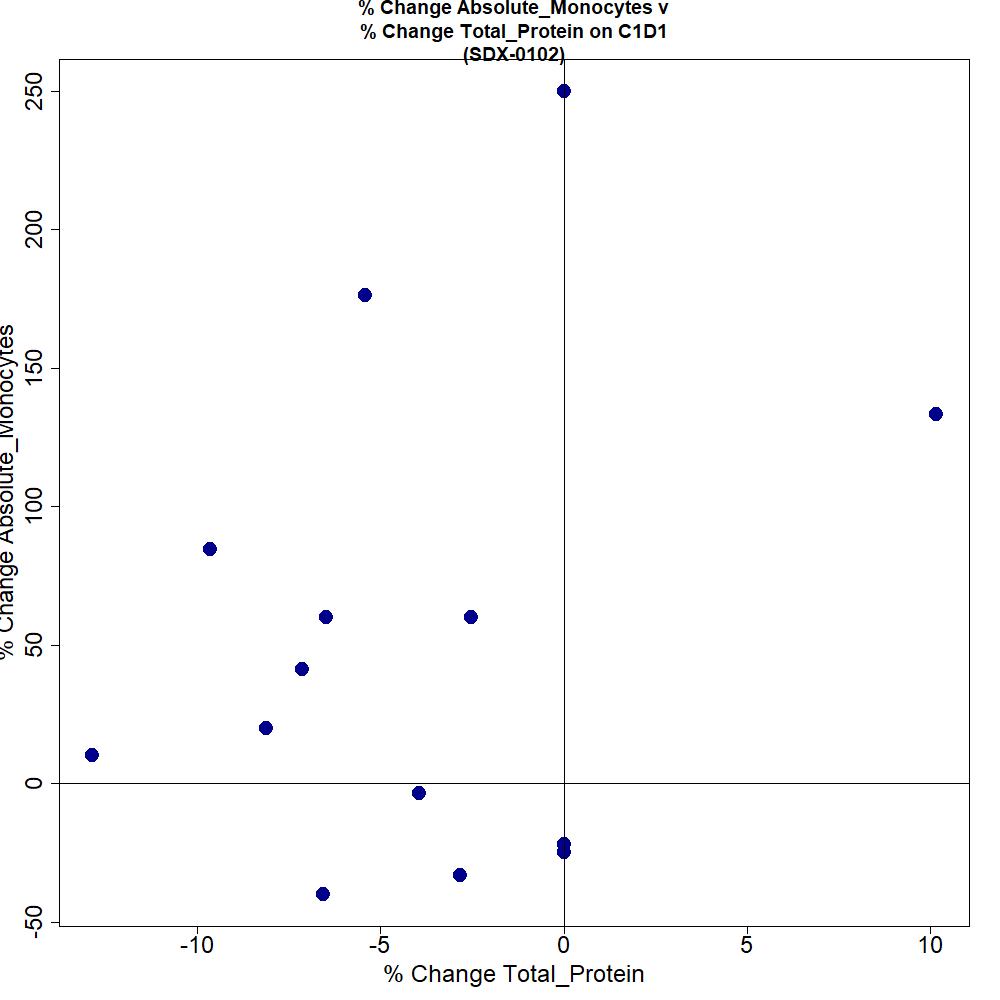 % Change Absolute_Monocytes v
% Change Total_Protein on C1D1
(SDX-0102)
% Change Absolute_Monocytes
250
200
150
100
50
0
-50
-10
-5
0
5
10
% Change Total_Protein